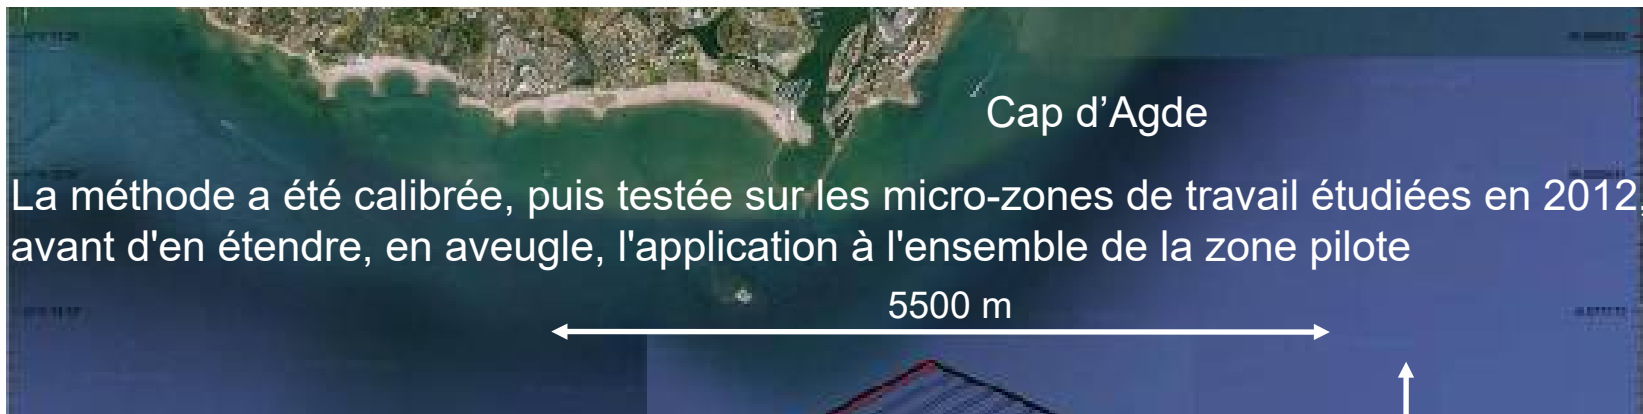 Cap d’Agde
La méthode a été calibrée, puis testée sur les micro-zones de travail étudiées en 2012,
avant d'en étendre, en aveugle, l'application à l'ensemble de la zone pilote
5500 m